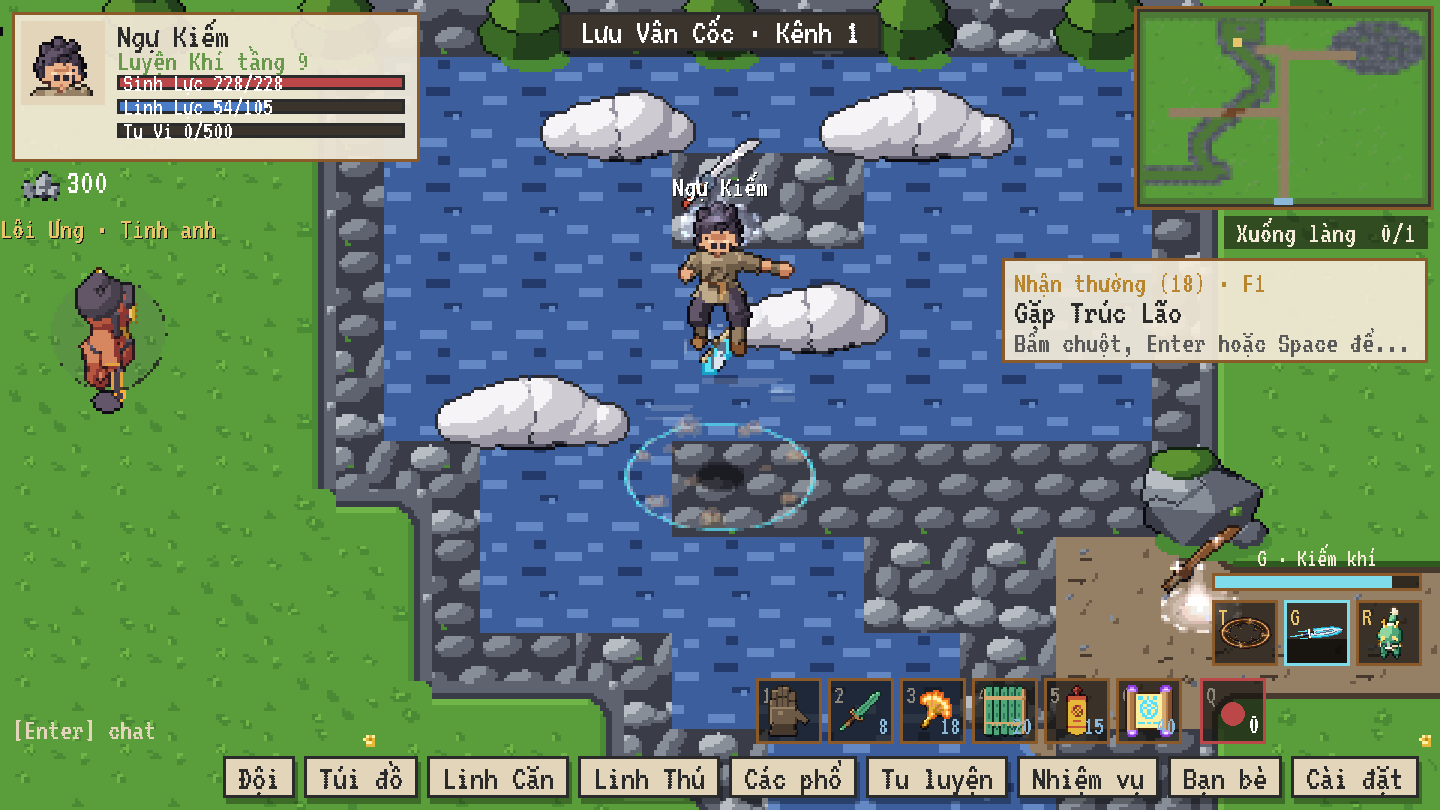 Ngự Kiếm
Luyện Khí tầng 9
Sinh Lực 228/228
Linh Lực 54/105
Tu Vi 0/500
300
Lôi Ưng · Tinh anh
Lưu Vân Cốc · Kênh 1
Ngự Kiếm
Xuống làng 0/1
Nhận thưởng (18) · F1
Gặp Trúc Lão
Bấm chuột, Enter hoặc Space để...
G · Kiếm khí
T G R
1 2 3 4 5 Q
8 18 20 15 10 0
[Enter] chat
Đội Túi đồ Linh Căn Linh Thú Các phổ Tu luyện Nhiệm vụ Bạn bè Cài đặt